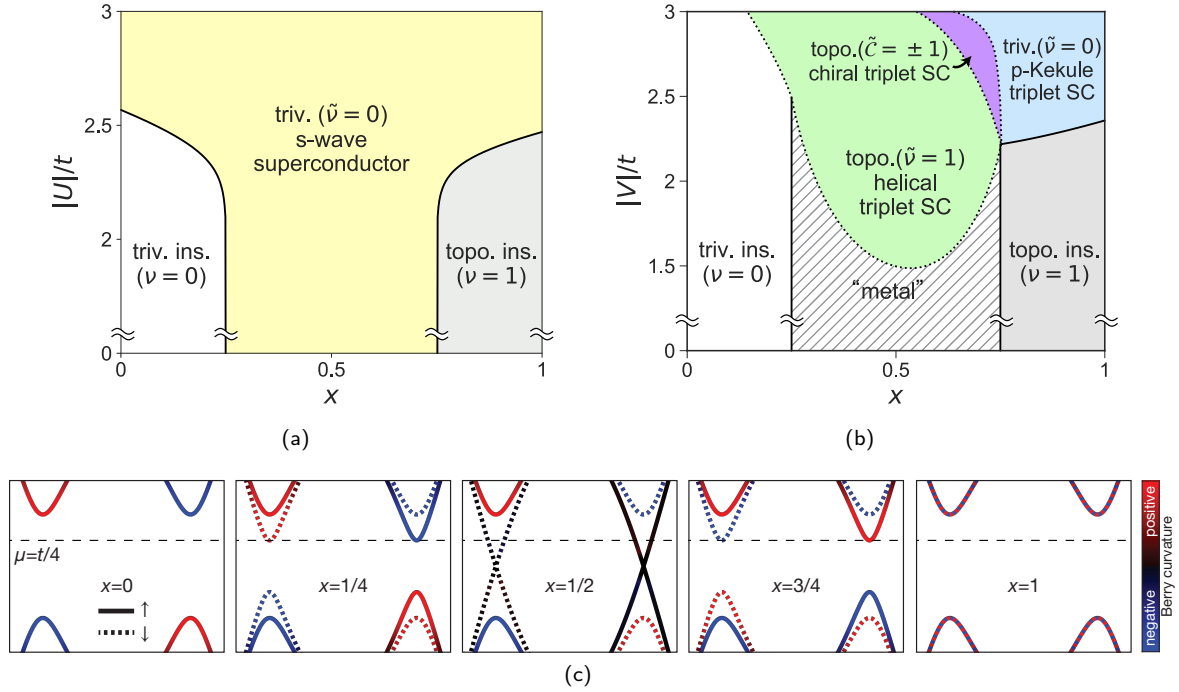 3
2.5
2
1.5
0
|U|/t
triv. (ν̃ = 0)
s-wave
superconductor
triv. ins.
(ν = 0)
topo. ins.
(ν = 1)
0
0.5
1
x
(a)
3
2.5
2
1.5
0
|V|/t
topo.(C̃ = ± 1)
chiral triplet SC
triv.(ν̃ = 0)
p-Kekule
triplet SC
topo.(ν̃ = 1)
helical
triplet SC
triv. ins.
(ν = 0)
"metal"
topo. ins.
(ν = 1)
0
0.5
1
x
(b)
μ=t/4
x=0
↑
↓
x=1/4
x=1/2
x=3/4
x=1
negative
positive
Berry curvature
(c)